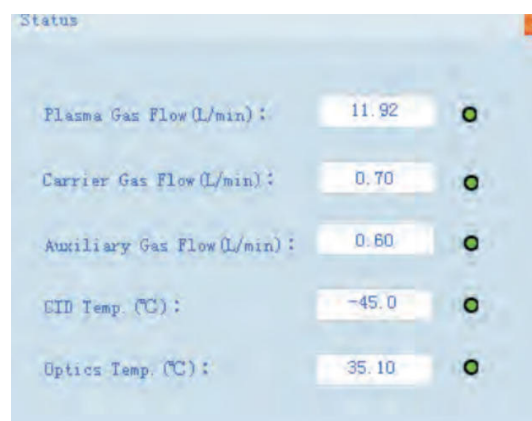 Status
Plasma Gas Flow(L/min): 11.92
Carrier Gas Flow(L/min): 0.70
Auxiliary Gas Flow(L/min): 0.60
CID Temp.(℃): -45.0
Optics Temp.(℃): 35.10